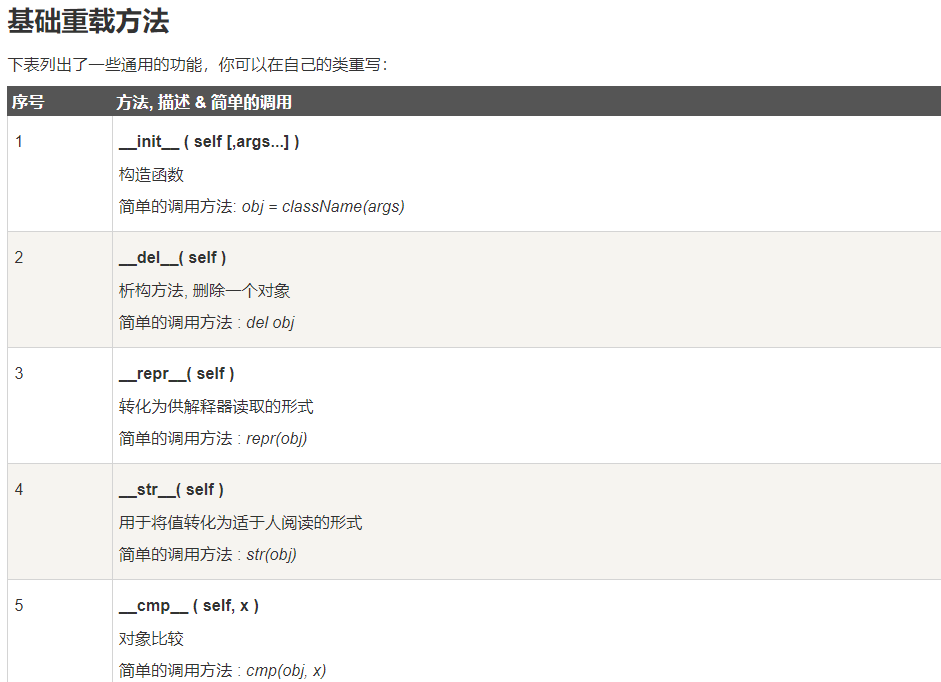 基础重载方法
下表列出了一些通用的功能，你可以在自己的类重写：
序号 方法, 描述 & 简单的调用
1 __init__ ( self [,args...] )
构造函数
简单的调用方法: obj = className(args)
2 __del__( self )
析构方法, 删除一个对象
简单的调用方法 : del obj
3 __repr__( self )
转化为供解释器读取的形式
简单的调用方法 : repr(obj)
4 __str__( self )
用于将值转化为适于人阅读的形式
简单的调用方法 : str(obj)
5 __cmp__ ( self, x )
对象比较
简单的调用方法 : cmp(obj, x)